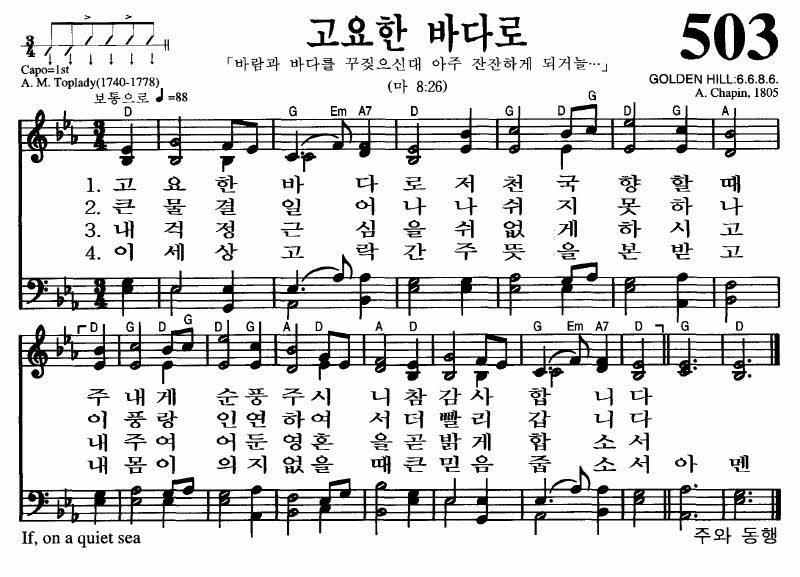 고요한 바다로
503
「바람과 바다를 꾸짖으신대 아주 잔잔하게 되거늘…」
(마 8:26)
3/4
Capo=1st
A. M. Toplady(1740-1778)
GOLDEN HILL:6.6.8.6.
A. Chapin, 1805
보통으로 ♩=88
D G Em A7 D G G D G A
3/4
1. 고 요 한 바 다 로 저 천 국 향 할 때
2. 큰 물 결 일 어 나 나 쉬 지 못 하 나
3. 내 걱 정 근 심 을 쉬 없 게 하 시 고
4. 이 세 상 고 락 간 주 뜻 을 본 받 고
3/4
D G D G D G A D A D G Em A7 D G D
주 내 게 순 풍 주 시 니 참 감 사 합 니 다
이 풍 랑 인 연 하 여 서 더 빨 리 갑 니 다
내 주 여 어 둔 영 혼 을 곧 밝 게 합 소 서
내 몸 이 의 지 없 을 때 큰 믿 음 줍 소 서 아 멘
If, on a quiet sea
주와 동행